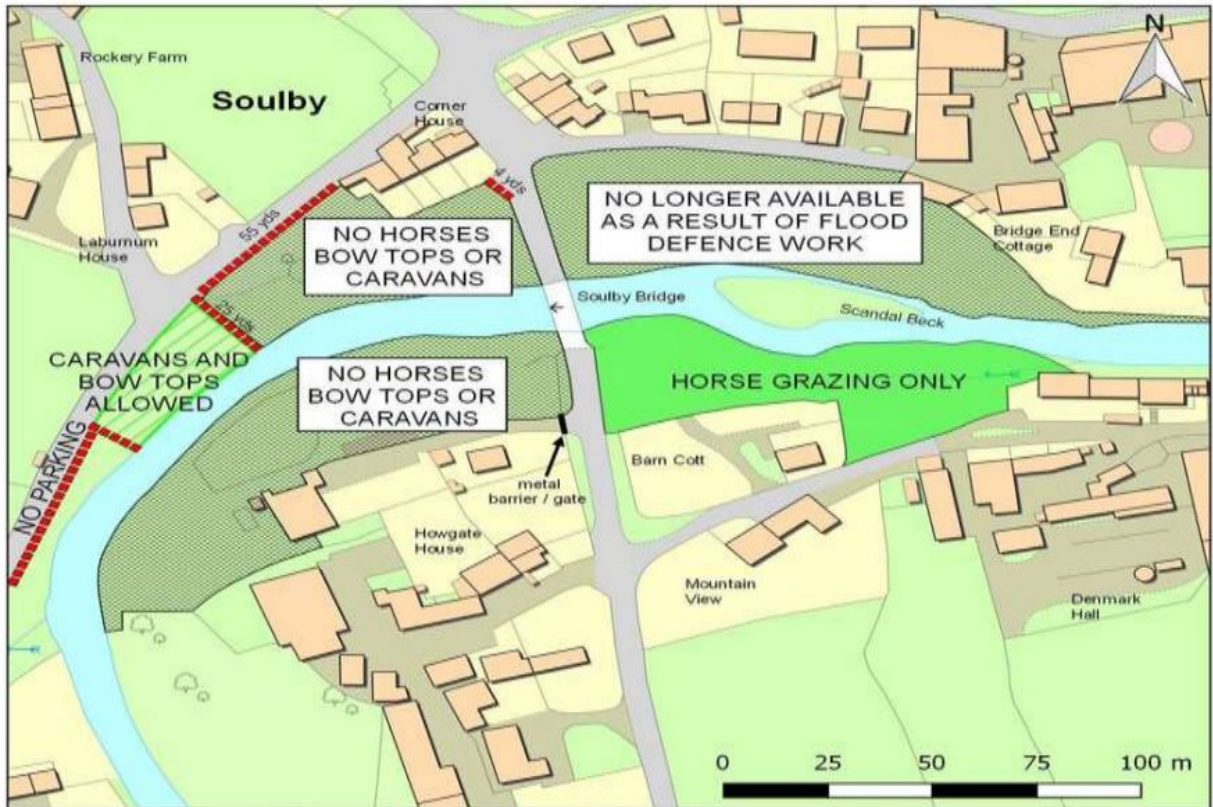 N
Rockery Farm
Soulby
Corner
House
4 yds
55 yds
NO LONGER AVAILABLE
AS A RESULT OF FLOOD
DEFENCE WORK
NO HORSES
BOW TOPS OR
CARAVANS
Bridge End
Cottage
Laburnum
House
25 yds
Soulby Bridge
Scandal Beck
CARAVANS AND
BOW TOPS
ALLOWED
NO HORSES
BOW TOPS OR
CARAVANS
HORSE GRAZING ONLY
NO PARKING
Barn Cott
metal
barrier / gate
Howgate
House
Mountain
View
Denmark
Hall
0 25 50 75 100 m